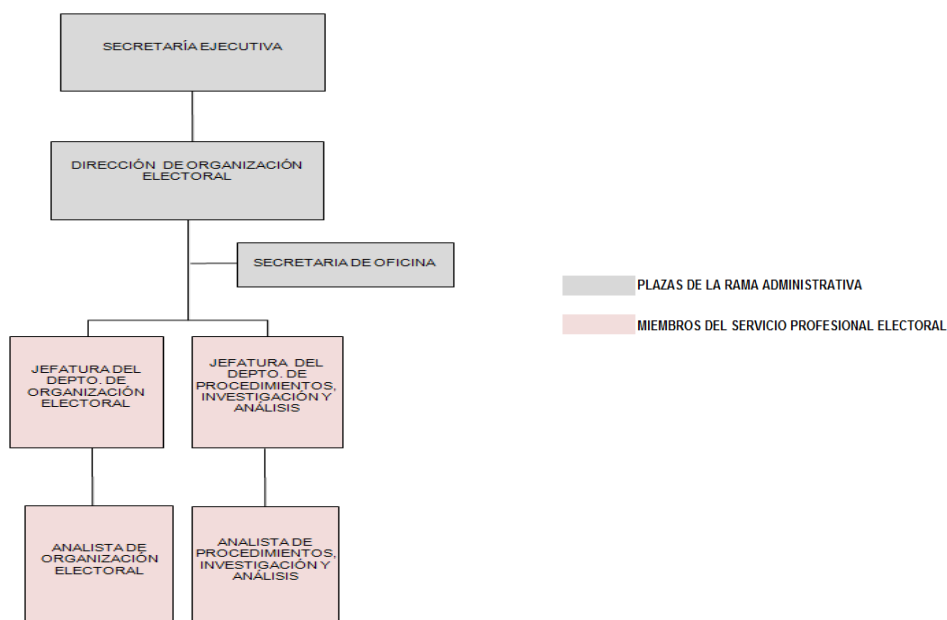 SECRETARÍA EJECUTIVA
DIRECCIÓN DE ORGANIZACIÓN
ELECTORAL
SECRETARIA DE OFICINA
PLAZAS DE LA RAMA ADMINISTRATIVA
MIEMBROS DEL SERVICIO PROFESIONAL ELECTORAL
JEFATURA DEL
DEPTO. DE
ORGANIZACIÓN
ELECTORAL
JEFATURA DEL
DEPTO. DE
PROCEDIMIENTOS,
INVESTIGACIÓN Y
ANÁLISIS
ANALISTA DE
ORGANIZACIÓN
ELECTORAL
ANALISTA DE
PROCEDIMIENTOS,
INVESTIGACIÓN Y
ANÁLISIS